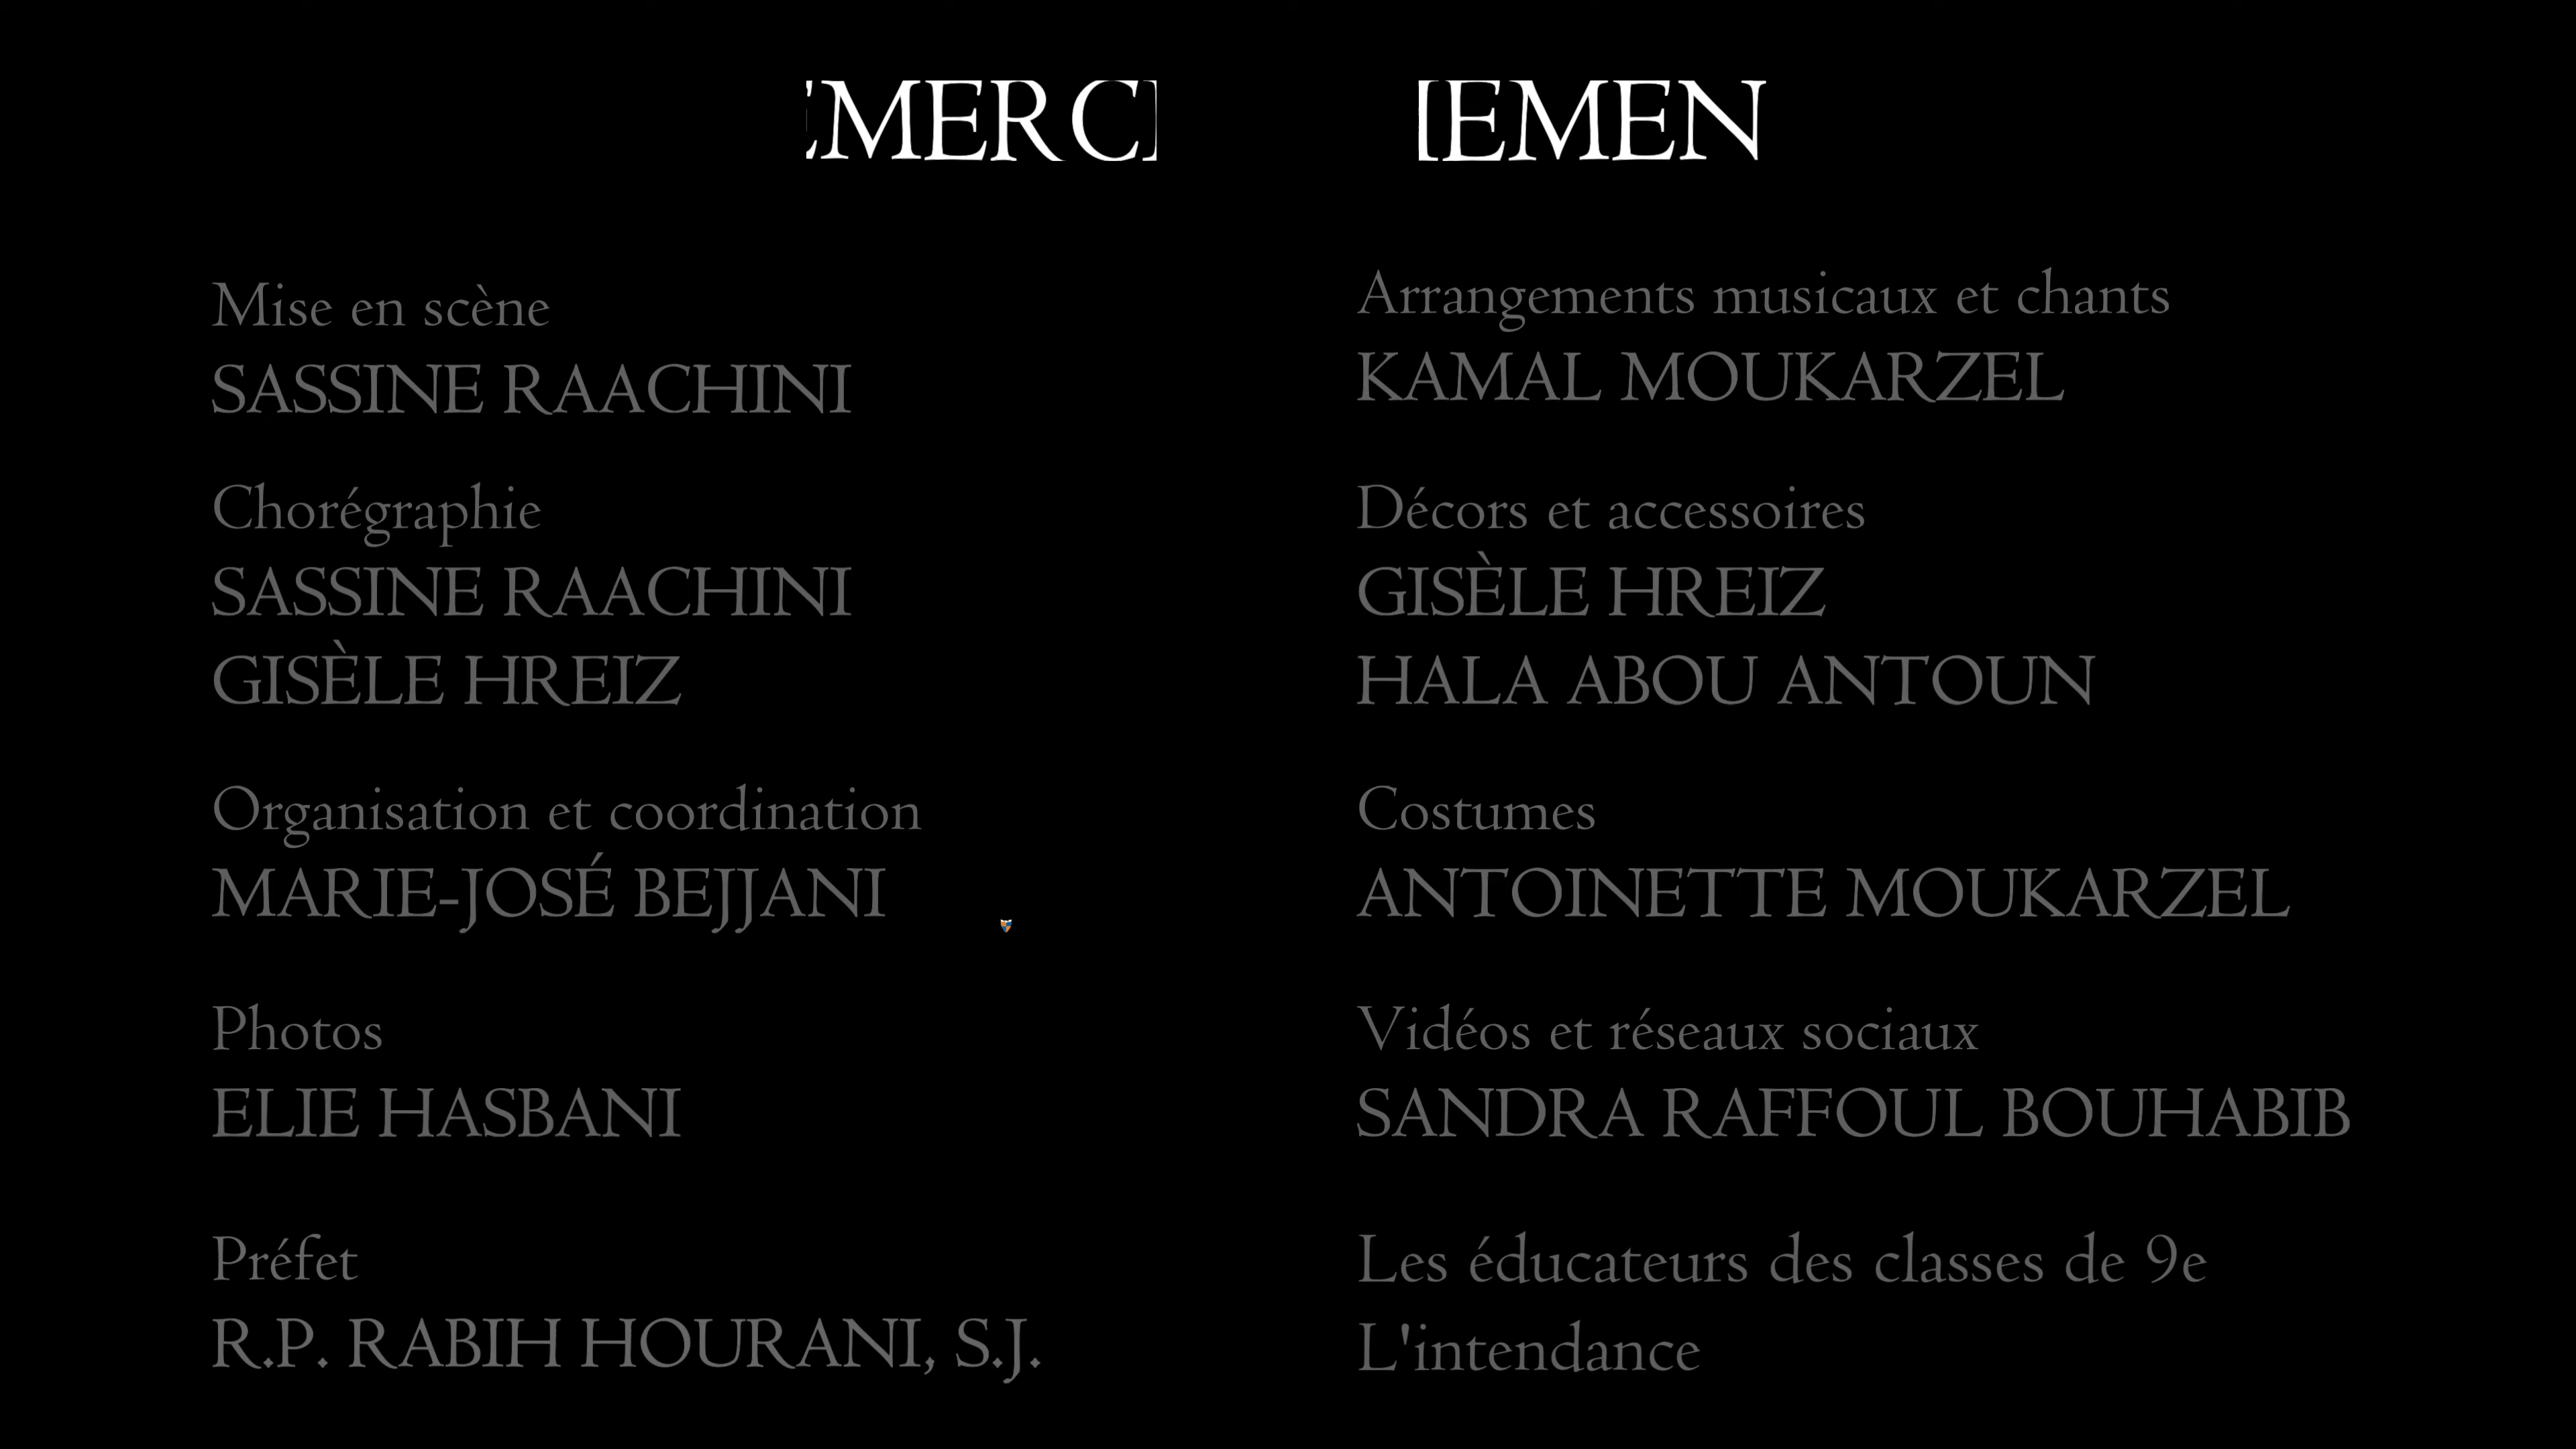 EMERCI IEMEN
Mise en scène
SASSINE RAACHINI
Chorégraphie
SASSINE RAACHINI
GISÈLE HREIZ
Organisation et coordination
MARIE-JOSÉ BEJJANI
Photos
ELIE HASBANI
Préfet
R.P. RABIH HOURANI, S.J.
Arrangements musicaux et chants
KAMAL MOUKARZEL
Décors et accessoires
GISÈLE HREIZ
HALA ABOU ANTOUN
Costumes
ANTOINETTE MOUKARZEL
Vidéos et réseaux sociaux
SANDRA RAFFOUL BOUHABIB
Les éducateurs des classes de 9e
L'intendance